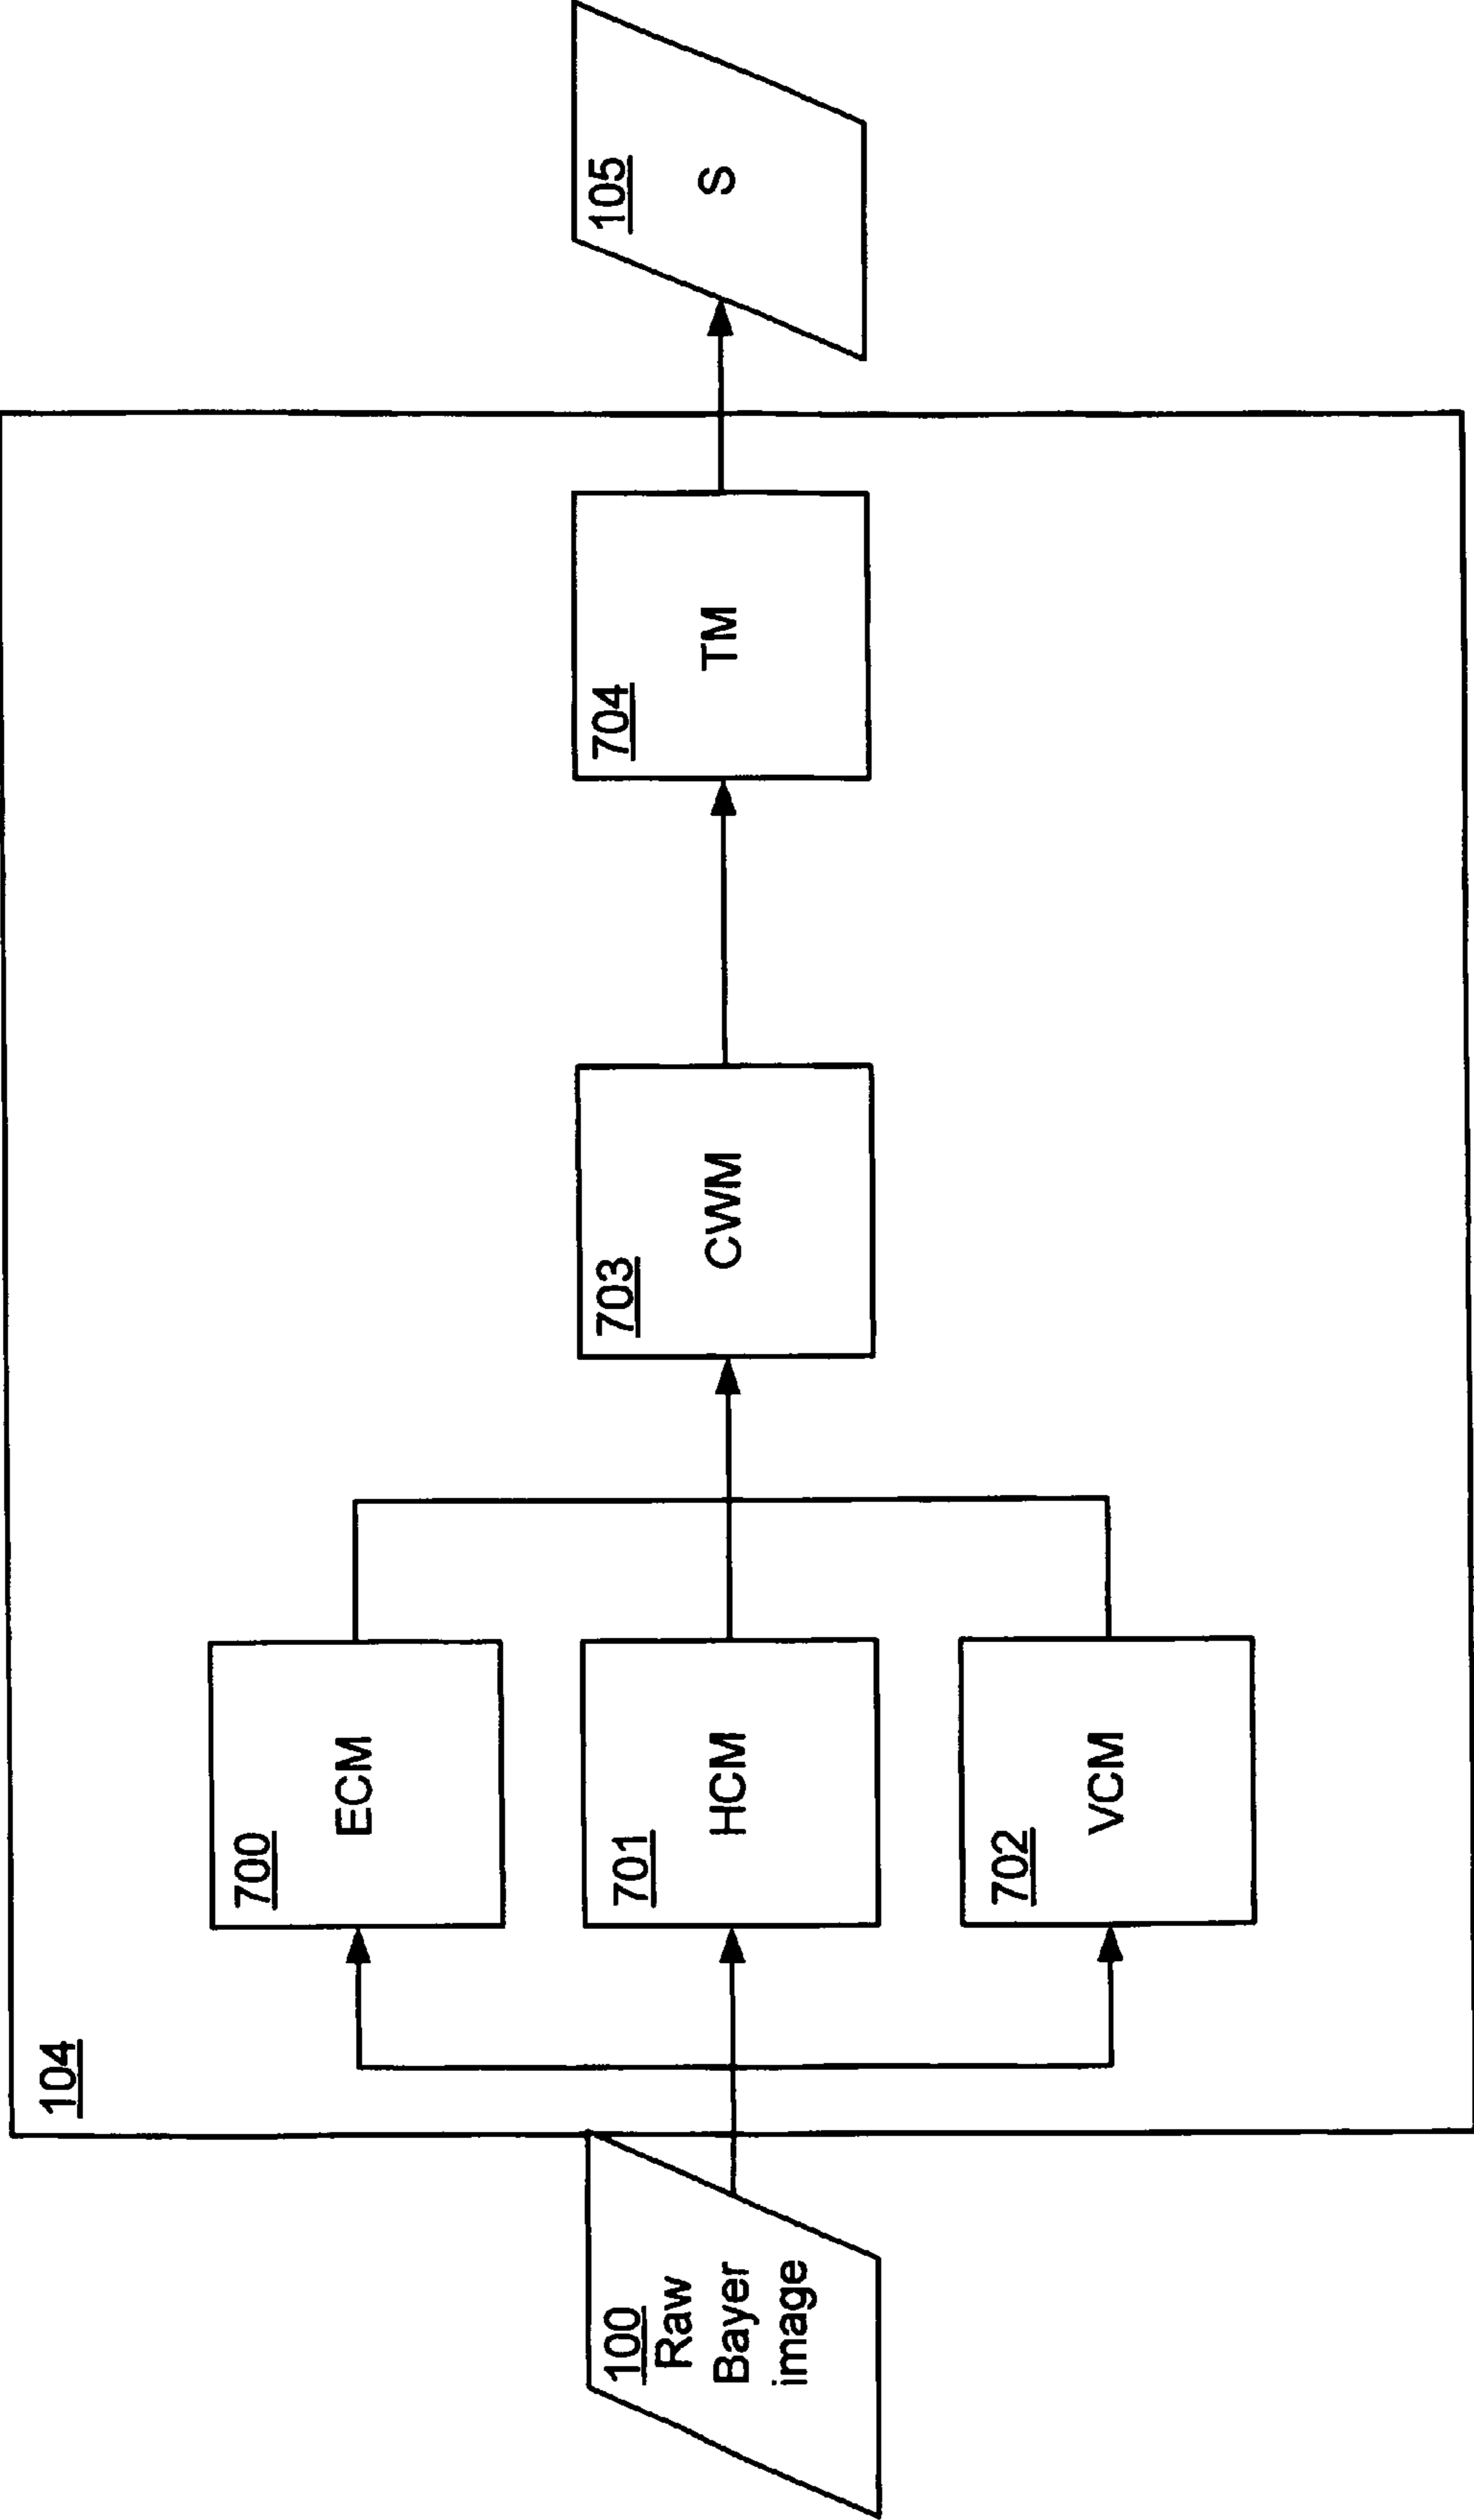 104
100
Raw
Bayer
image
700
ECM
701
HCM
702
VCM
703
CWM
704
TM
105
S